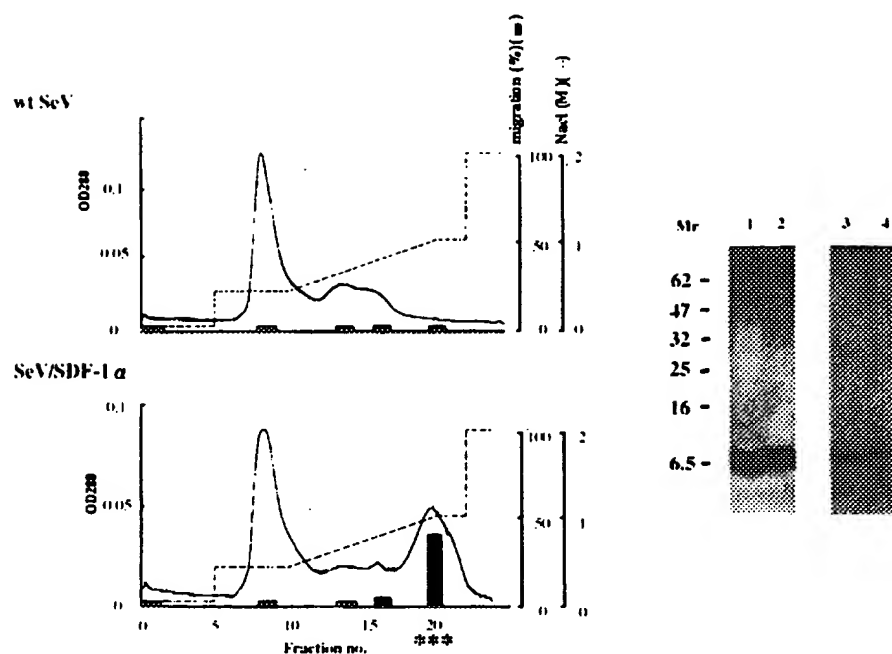 wt SeV
OD280
0.1
0.05
0
migration (%)(■)
NaCl (M)(--)
100
50
0
2
1
0
SeV/SDF-1 α
OD280
0.1
0.05
0
100
50
0
2
1
0
0 5 10 15 20
***
Fraction no.
Mr 1 2 3 4
62 -
47 -
32 -
25 -
16 -
6.5 -